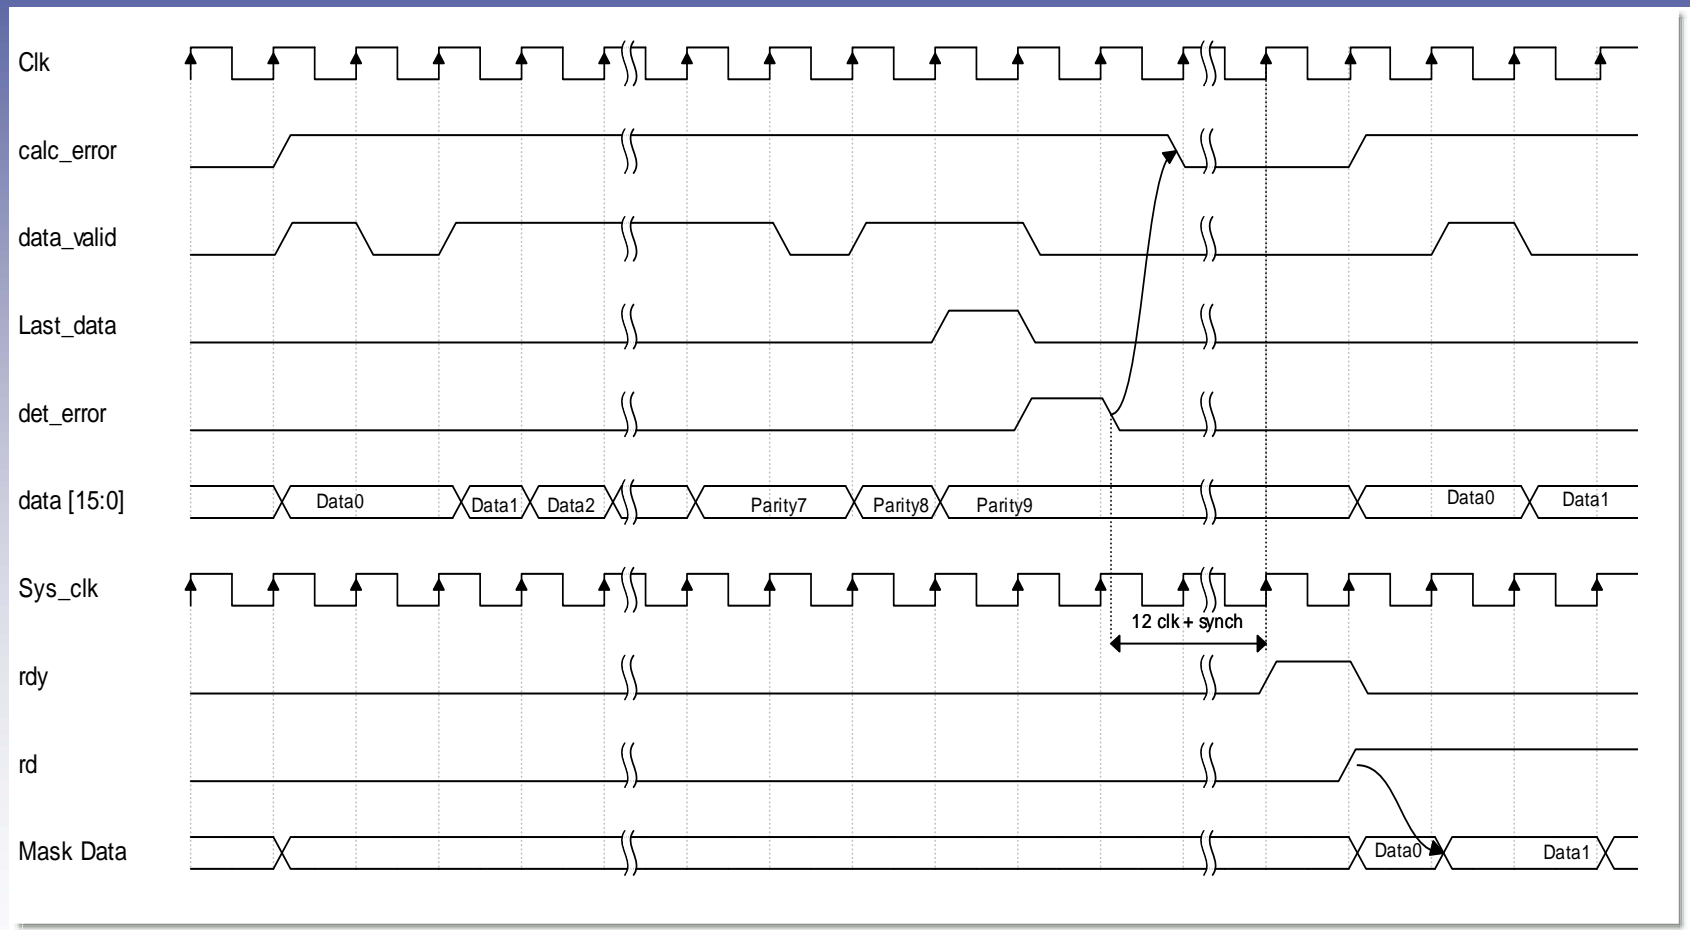 Clk
calc_error
data_valid
Last_data
det_error
data [15:0]
Data0
Data1
Data2
Parity7
Parity8
Parity9
Data0
Data1
Sys_clk
12 clk + synch
rdy
rd
Mask Data
Data0
Data1